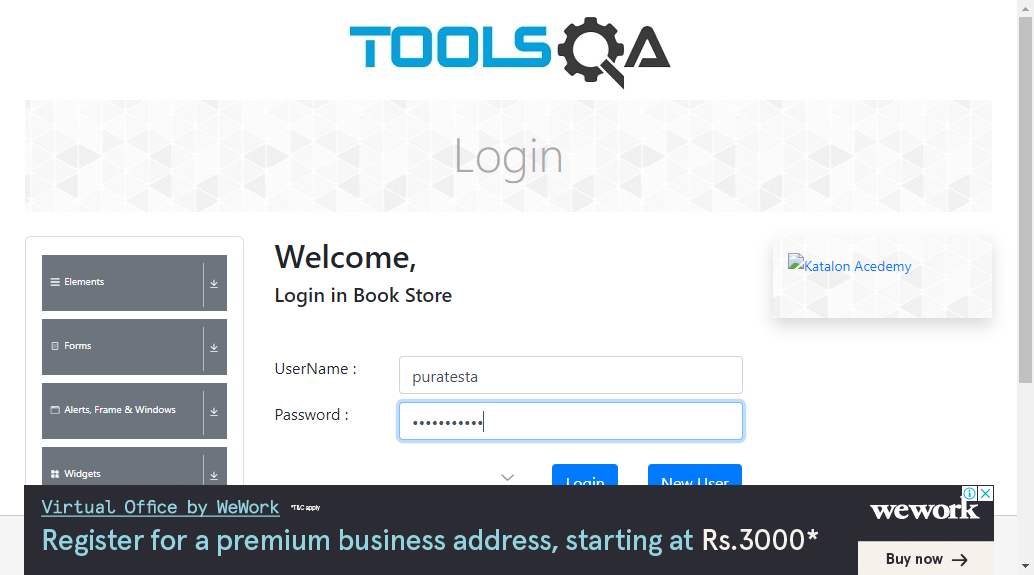 TOOLSQA
Login
Elements
Forms
Alerts, Frame & Windows
Widgets
Welcome,
Login in Book Store
UserName :
puratesta
Password :
•••••••••••
Login
New User
Katalon Acedemy
Virtual Office by WeWork
*T&C apply
Register for a premium business address, starting at Rs.3000*
wework
Buy now →